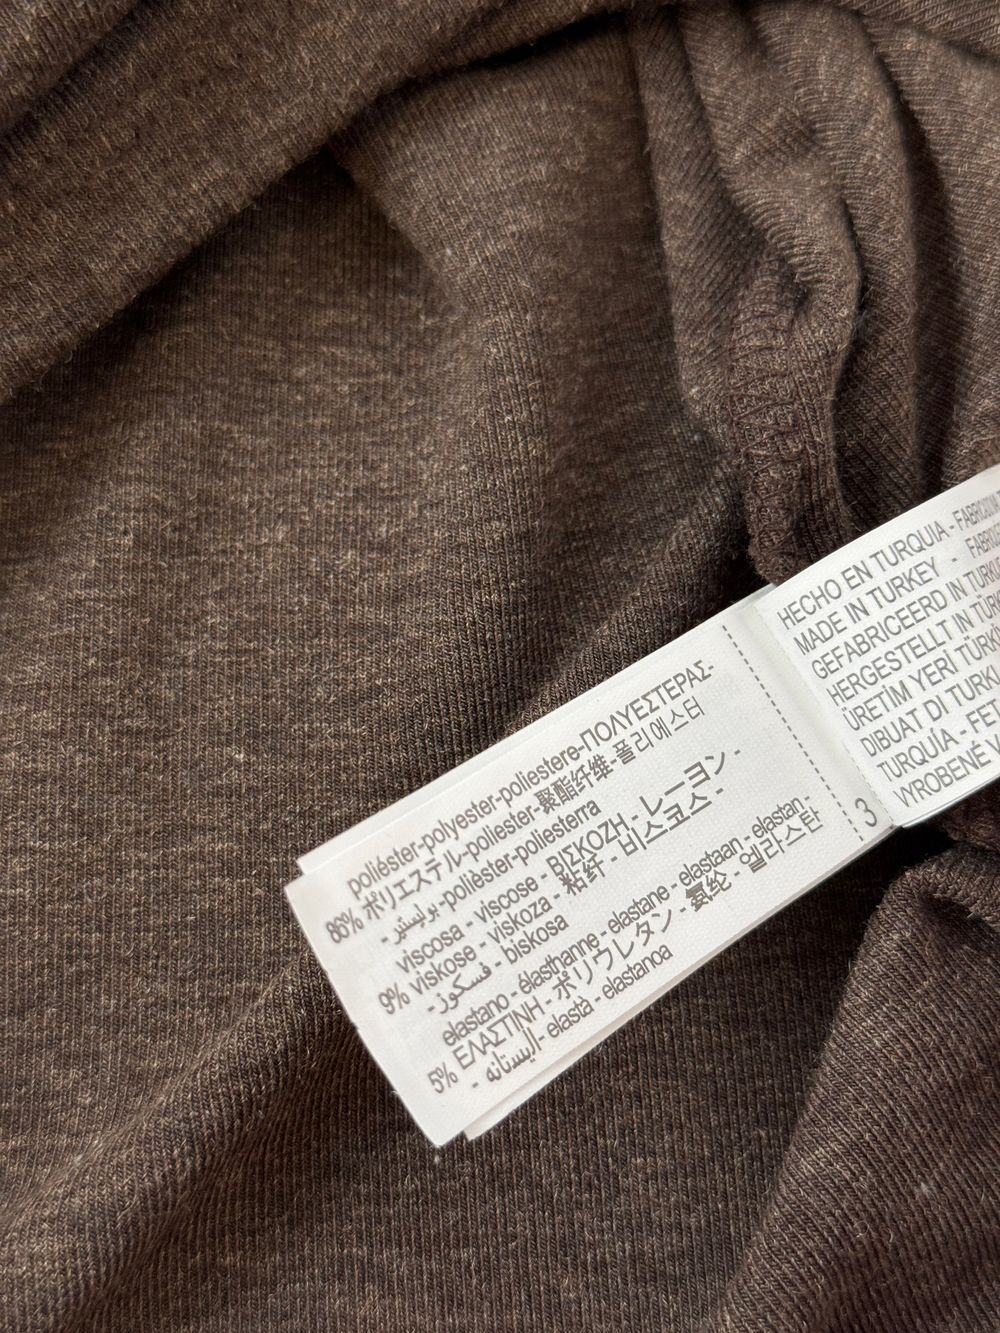 poliéster-polyester-poliestere-ΠΟΛΥΕΣΤΕΡΑΣ-
86% ポリエステル-poliester-聚酯纤维-폴리에스터
- بوليستير -polièster-poliesterra
viscosa - viscose - ΒΙΣΚΟΖΗ - レーヨン -
9% viskose - viskoza - 粘纤 - 비스코스 -
- فسكوز - biskosa
elastano - élasthanne - elastane - elastaan - elastan -
5% ΕΛΑΣΤΙΝΗ - ポリウレタン - 氨纶 - 엘라스탄
- اليستانه - elastà - elastanoa
3
HECHO EN TURQUIA -
MADE IN TURKEY -
GEFABRICEERD IN
HERGESTELLT IN
ÜRETİM YERİ
DIBUAT DI
TURQUÍA -
VYROBENÉ V